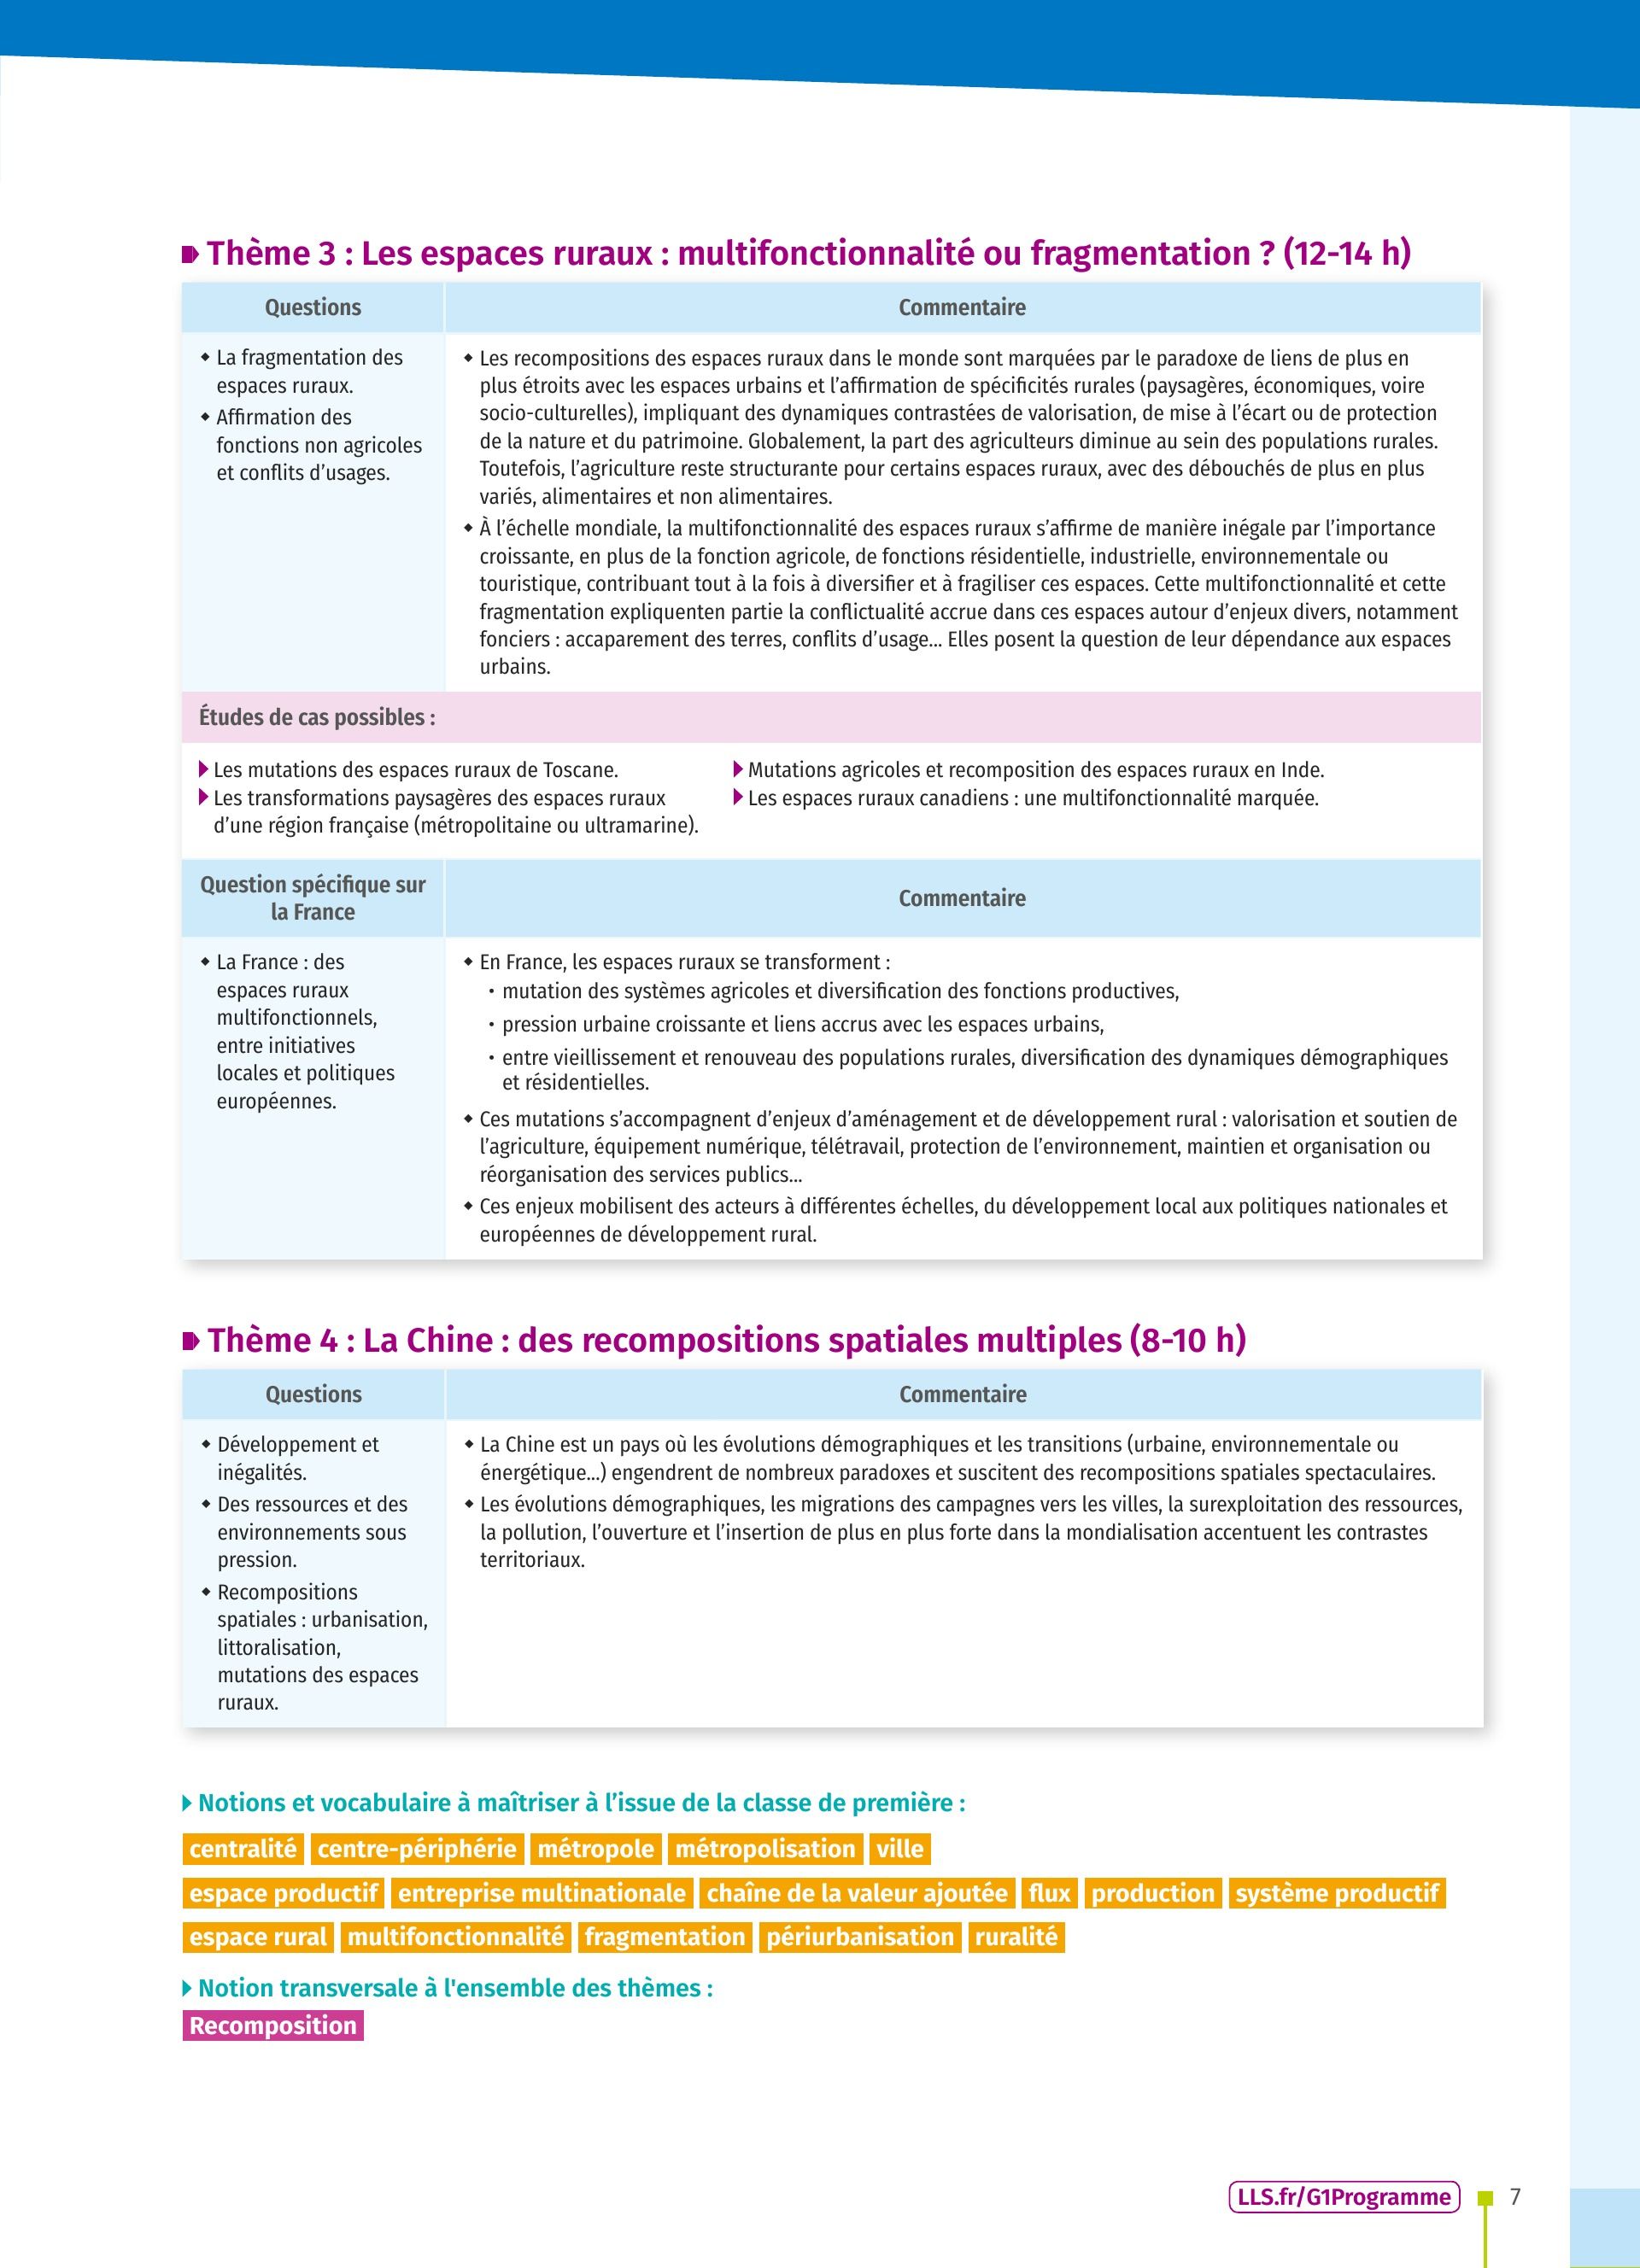 Thème 3 : Les espaces ruraux : multifonctionnalité ou fragmentation ? (12-14 h)
Questions
Commentaire
La fragmentation des
espaces ruraux.
Affirmation des
fonctions non agricoles
et conflits d’usages.
Les recompositions des espaces ruraux dans le monde sont marquées par le paradoxe de liens de plus en
plus étroits avec les espaces urbains et l’affirmation de spécificités rurales (paysagères, économiques, voire
socio-culturelles), impliquant des dynamiques contrastées de valorisation, de mise à l’écart ou de protection
de la nature et du patrimoine. Globalement, la part des agriculteurs diminue au sein des populations rurales.
Toutefois, l’agriculture reste structurante pour certains espaces ruraux, avec des débouchés de plus en plus
variés, alimentaires et non alimentaires.
À l’échelle mondiale, la multifonctionnalité des espaces ruraux s’affirme de manière inégale par l’importance
croissante, en plus de la fonction agricole, de fonctions résidentielle, industrielle, environnementale ou
touristique, contribuant tout à la fois à diversifier et à fragiliser ces espaces. Cette multifonctionnalité et cette
fragmentation expliquenten partie la conflictualité accrue dans ces espaces autour d’enjeux divers, notamment
fonciers : accaparement des terres, conflits d’usage… Elles posent la question de leur dépendance aux espaces
urbains.
Études de cas possibles :
Les mutations des espaces ruraux de Toscane.
Les transformations paysagères des espaces ruraux
d’une région française (métropolitaine ou ultramarine).
Mutations agricoles et recomposition des espaces ruraux en Inde.
Les espaces ruraux canadiens : une multifonctionnalité marquée.
Question spécifique sur
la France
Commentaire
La France : des
espaces ruraux
multifonctionnels,
entre initiatives
locales et politiques
européennes.
En France, les espaces ruraux se transforment :
• mutation des systèmes agricoles et diversification des fonctions productives,
• pression urbaine croissante et liens accrus avec les espaces urbains,
• entre vieillissement et renouveau des populations rurales, diversification des dynamiques démographiques
et résidentielles.
Ces mutations s’accompagnent d’enjeux d’aménagement et de développement rural : valorisation et soutien de
l’agriculture, équipement numérique, télétravail, protection de l’environnement, maintien et organisation ou
réorganisation des services publics…
Ces enjeux mobilisent des acteurs à différentes échelles, du développement local aux politiques nationales et
européennes de développement rural.
Thème 4 : La Chine : des recompositions spatiales multiples (8-10 h)
Questions
Commentaire
Développement et
inégalités.
Des ressources et des
environnements sous
pression.
Recompositions
spatiales : urbanisation,
littoralisation,
mutations des espaces
ruraux.
La Chine est un pays où les évolutions démographiques et les transitions (urbaine, environnementale ou
énergétique…) engendrent de nombreux paradoxes et suscitent des recompositions spatiales spectaculaires.
Les évolutions démographiques, les migrations des campagnes vers les villes, la surexploitation des ressources,
la pollution, l’ouverture et l’insertion de plus en plus forte dans la mondialisation accentuent les contrastes
territoriaux.
Notions et vocabulaire à maîtriser à l’issue de la classe de première :
centralité centre-périphérie métropole métropolisation ville
espace productif entreprise multinationale chaîne de la valeur ajoutée flux production système productif
espace rural multifonctionnalité fragmentation périurbanisation ruralité
Notion transversale à l'ensemble des thèmes :
Recomposition
LLS.fr/G1Programme
7